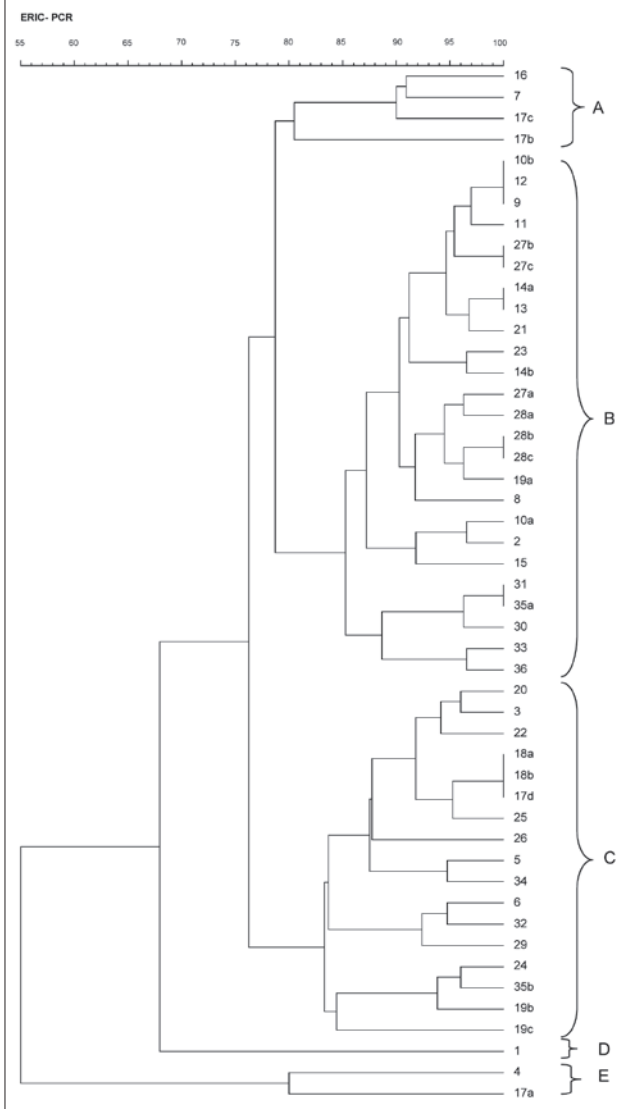 ERIC- PCR
55 60 65 70 75 80 85 90 95 100
16
7
17c
17b
A
10b
12
9
11
27b
27c
14a
13
21
23
14b
27a
28a
28b
28c
19a
8
10a
2
15
31
35a
30
33
36
B
20
3
22
18a
18b
17d
25
26
5
34
6
32
29
24
35b
19b
19c
C
1
D
4
17a
E